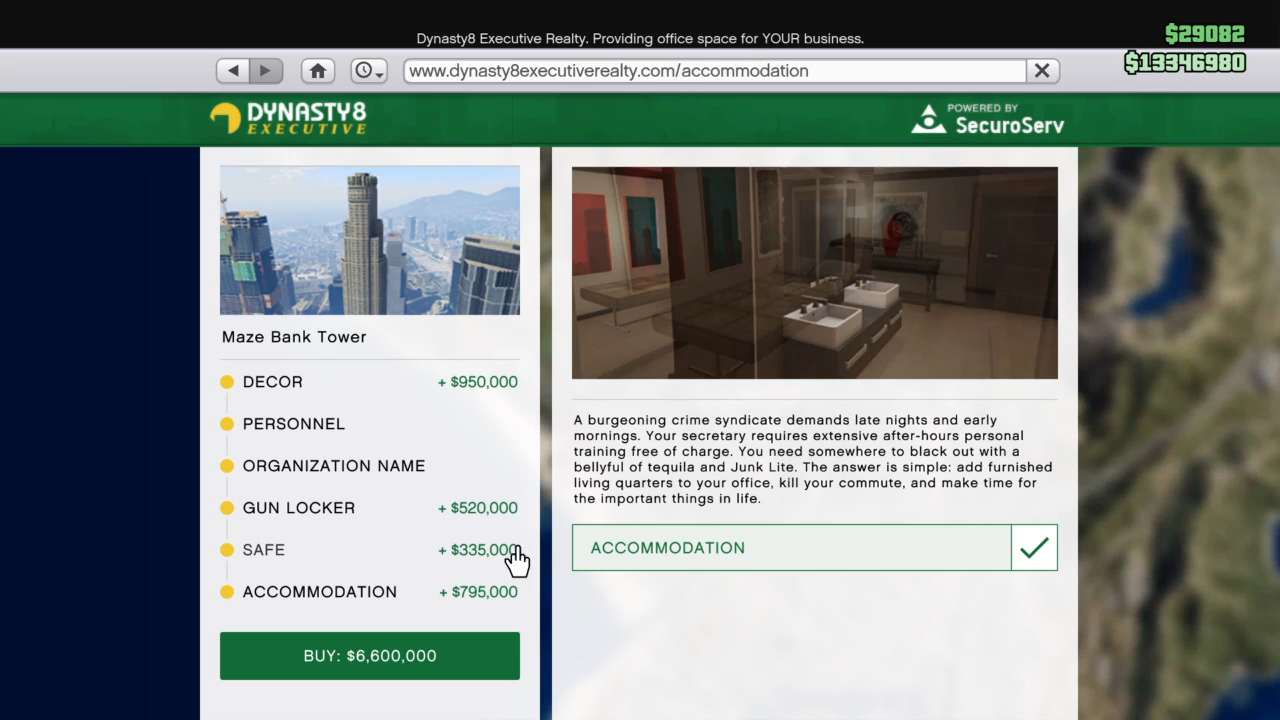 Dynasty8 Executive Realty. Providing office space for YOUR business.
$29082
$13346980
www.dynasty8executiverealty.com/accommodation
DYNASTY8
EXECUTIVE
POWERED BY
SecuroServ
Maze Bank Tower
DECOR + $950,000
PERSONNEL
ORGANIZATION NAME
GUN LOCKER + $520,000
SAFE + $335,000
ACCOMMODATION + $795,000
BUY: $6,600,000
A burgeoning crime syndicate demands late nights and early
mornings. Your secretary requires extensive after-hours personal
training free of charge. You need somewhere to black out with a
bellyful of tequila and Junk Lite. The answer is simple: add furnished
living quarters to your office, kill your commute, and make time for
the important things in life.
ACCOMMODATION